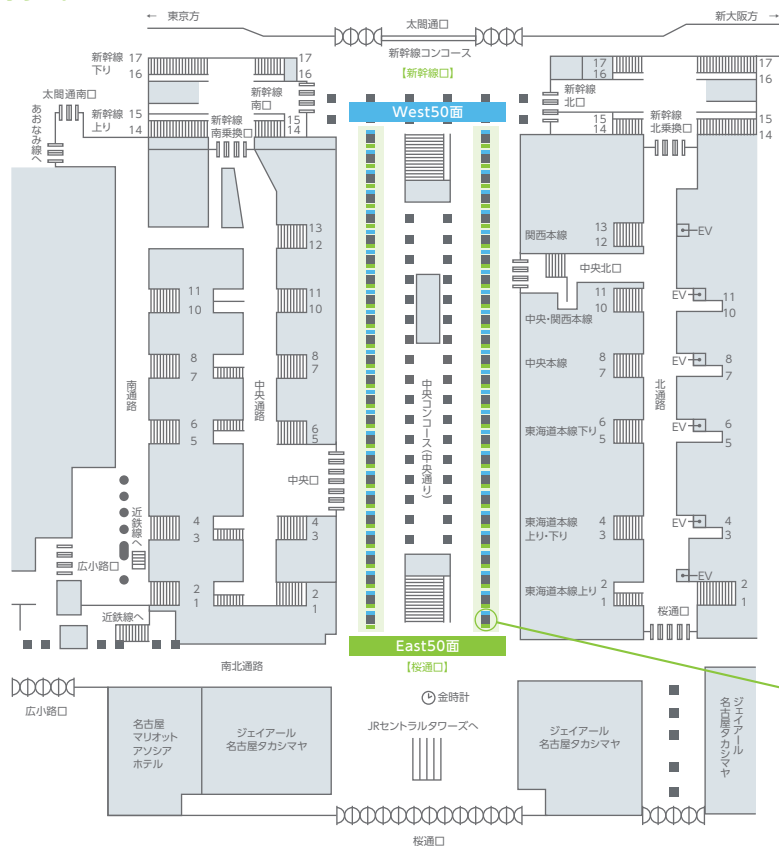 ← 東京方
太閤通口
新大阪方 →
新幹線コンコース
【新幹線口】
新幹線
下り
17
16
17
16
太閤通南口
新幹線
上り
15
14
新幹線
南口
15
14
新幹線
南乗換口
あおなみ線へ
West50面
17
16
17
16
新幹線
北口
15
14
新幹線
北乗換口
15
14
13
12
関西本線
13
12
EV
中央北口
11
10
11
10
11
10
中央・関西本線
EV
11
10
8
7
8
7
中央本線
8
7
EV
8
7
南通路
中央通路
中央コンコース(中央通り)
北通路
6
5
6
5
東海道本線下り
6
5
EV
6
5
中央口
近鉄線へ
4
3
4
3
東海道本線
上り・下り
4
3
EV
4
3
広小路口
2
1
2
1
東海道本線上り
2
1
EV
2
1
近鉄線へ
桜通口
East50面
【桜通口】
南北通路
広小路口
金時計
名古屋
マリオット
アソシア
ホテル
ジェイアール
名古屋タカシマヤ
JRセントラルタワーズへ
ジェイアール
名古屋タカシマヤ
ジェイアール
名古屋タカシマヤ
桜通口